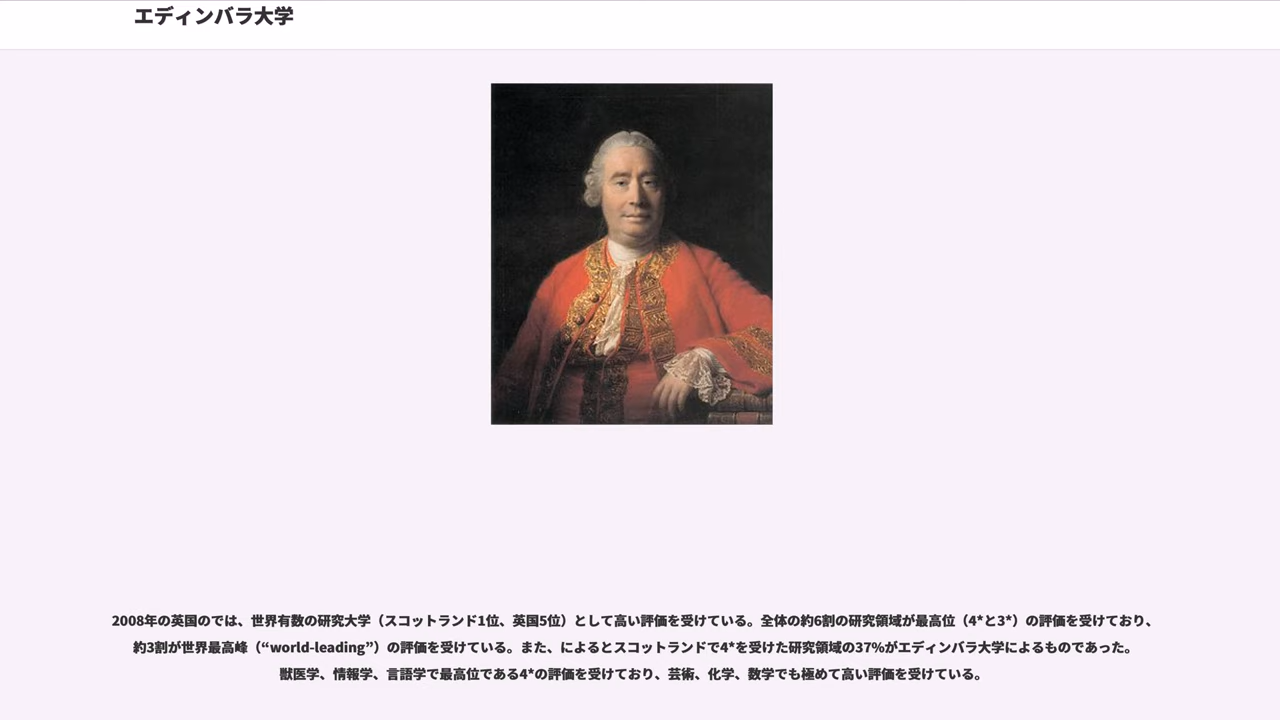 エディンバラ大学
2008年の英国のでは、世界有数の研究大学（スコットランド1位、英国5位）として高い評価を受けている。全体の約6割の研究領域が最高位（4*と3*）の評価を受けており、
約3割が世界最高峰（“world-leading”）の評価を受けている。また、によるとスコットランドで4*を受けた研究領域の37%がエディンバラ大学によるものであった。
獣医学、情報学、言語学で最高位である4*の評価を受けており、芸術、化学、数学でも極めて高い評価を受けている。